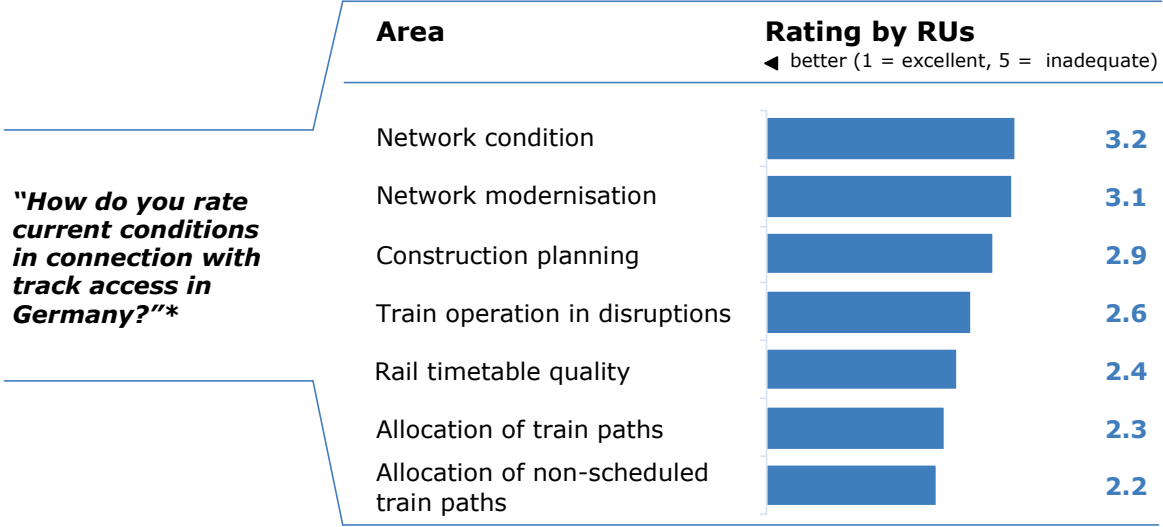 Area
Rating by RUs
◄ better (1 = excellent, 5 =  inadequate)
“How do you rate
current conditions
in connection with
track access in
Germany?”*
Network condition 3.2
Network modernisation 3.1
Construction planning 2.9
Train operation in disruptions 2.6
Rail timetable quality 2.4
Allocation of train paths 2.3
Allocation of non-scheduled
train paths 2.2